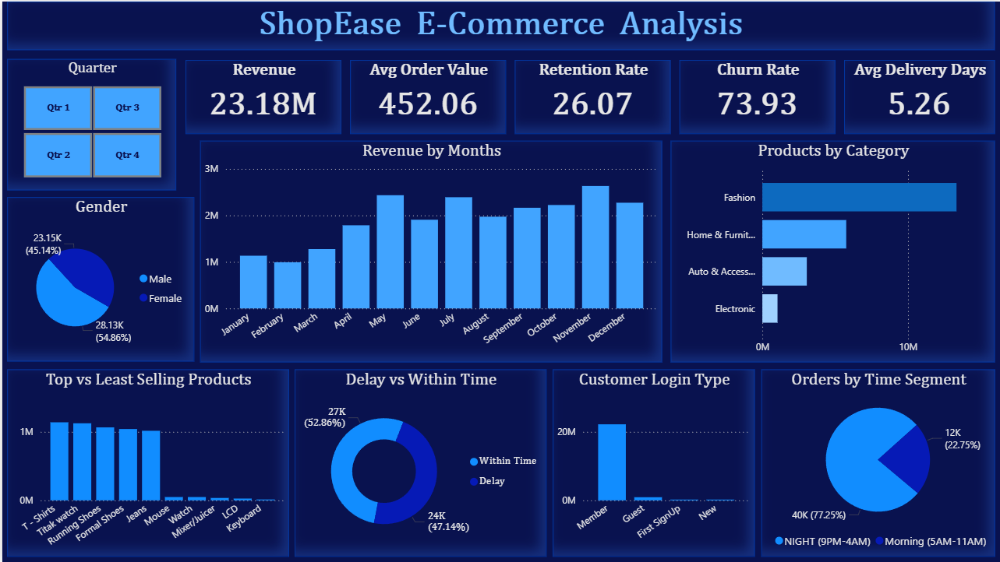 ShopEase E-Commerce Analysis
Quarter
Qtr 1
Qtr 3
Qtr 2
Qtr 4
Revenue
23.18M
Avg Order Value
452.06
Retention Rate
26.07
Churn Rate
73.93
Avg Delivery Days
5.26
Gender
23.15K
(45.14%)
28.13K
(54.86%)
Male
Female
Revenue by Months
3M
2M
1M
0M
January
February
March
April
May
June
July
August
September
October
November
December
Products by Category
Fashion
Home & Furnit...
Auto & Access...
Electronic
0M
10M
Top vs Least Selling Products
1M
0M
T - Shirts
Titak watch
Running Shoes
Formal Shoes
Jeans
Mouse
Watch
Mixer/Juicer
LCD
Keyboard
Delay vs Within Time
27K
(52.86%)
24K
(47.14%)
Within Time
Delay
Customer Login Type
20M
0M
Member
Guest
First SignUp
New
Orders by Time Segment
12K
(22.75%)
40K (77.25%)
NIGHT (9PM-4AM)
Morning (5AM-11AM)